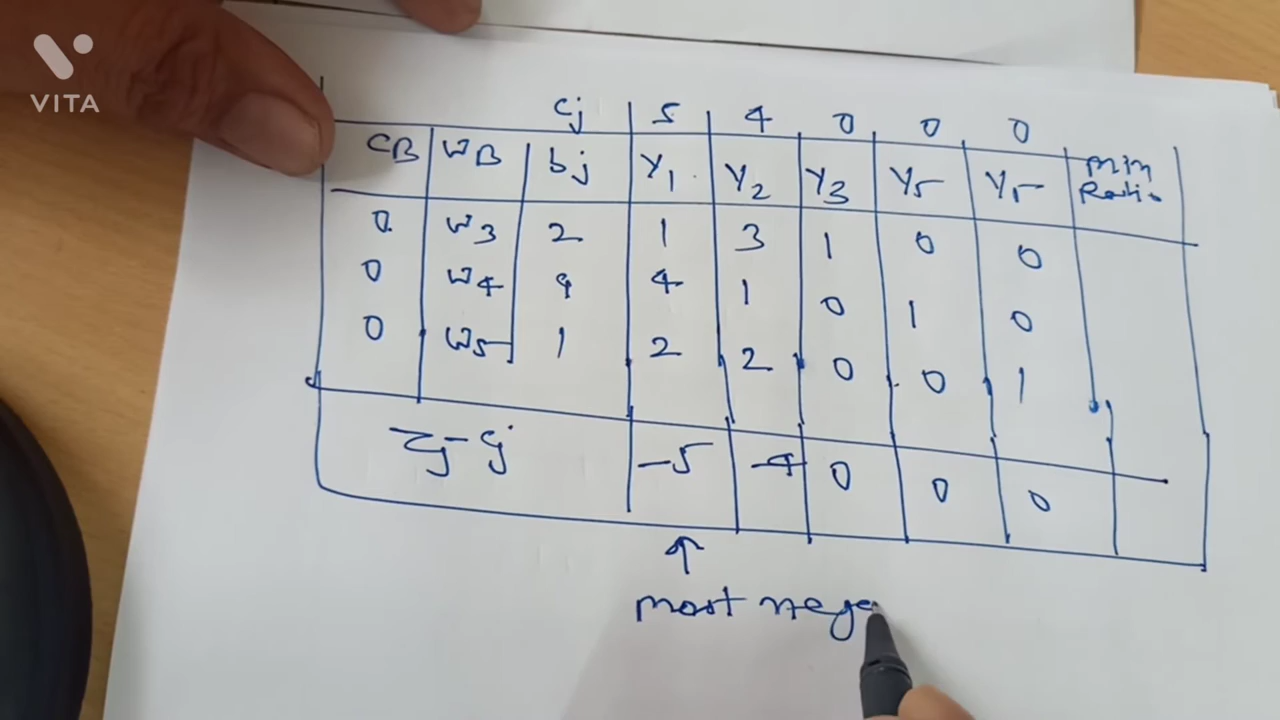 VITA
Cj 5 4 0 0 0
CB WB bj Y1 Y2 Y3 Y5 Y5 Min Ratio
0 W3 2 1 3 1 0 0
0 W4 9 4 1 0 1 0
0 W5 1 2 2 0 0 1
Zj-Cj -5 -4 0 0 0
↑
most nega